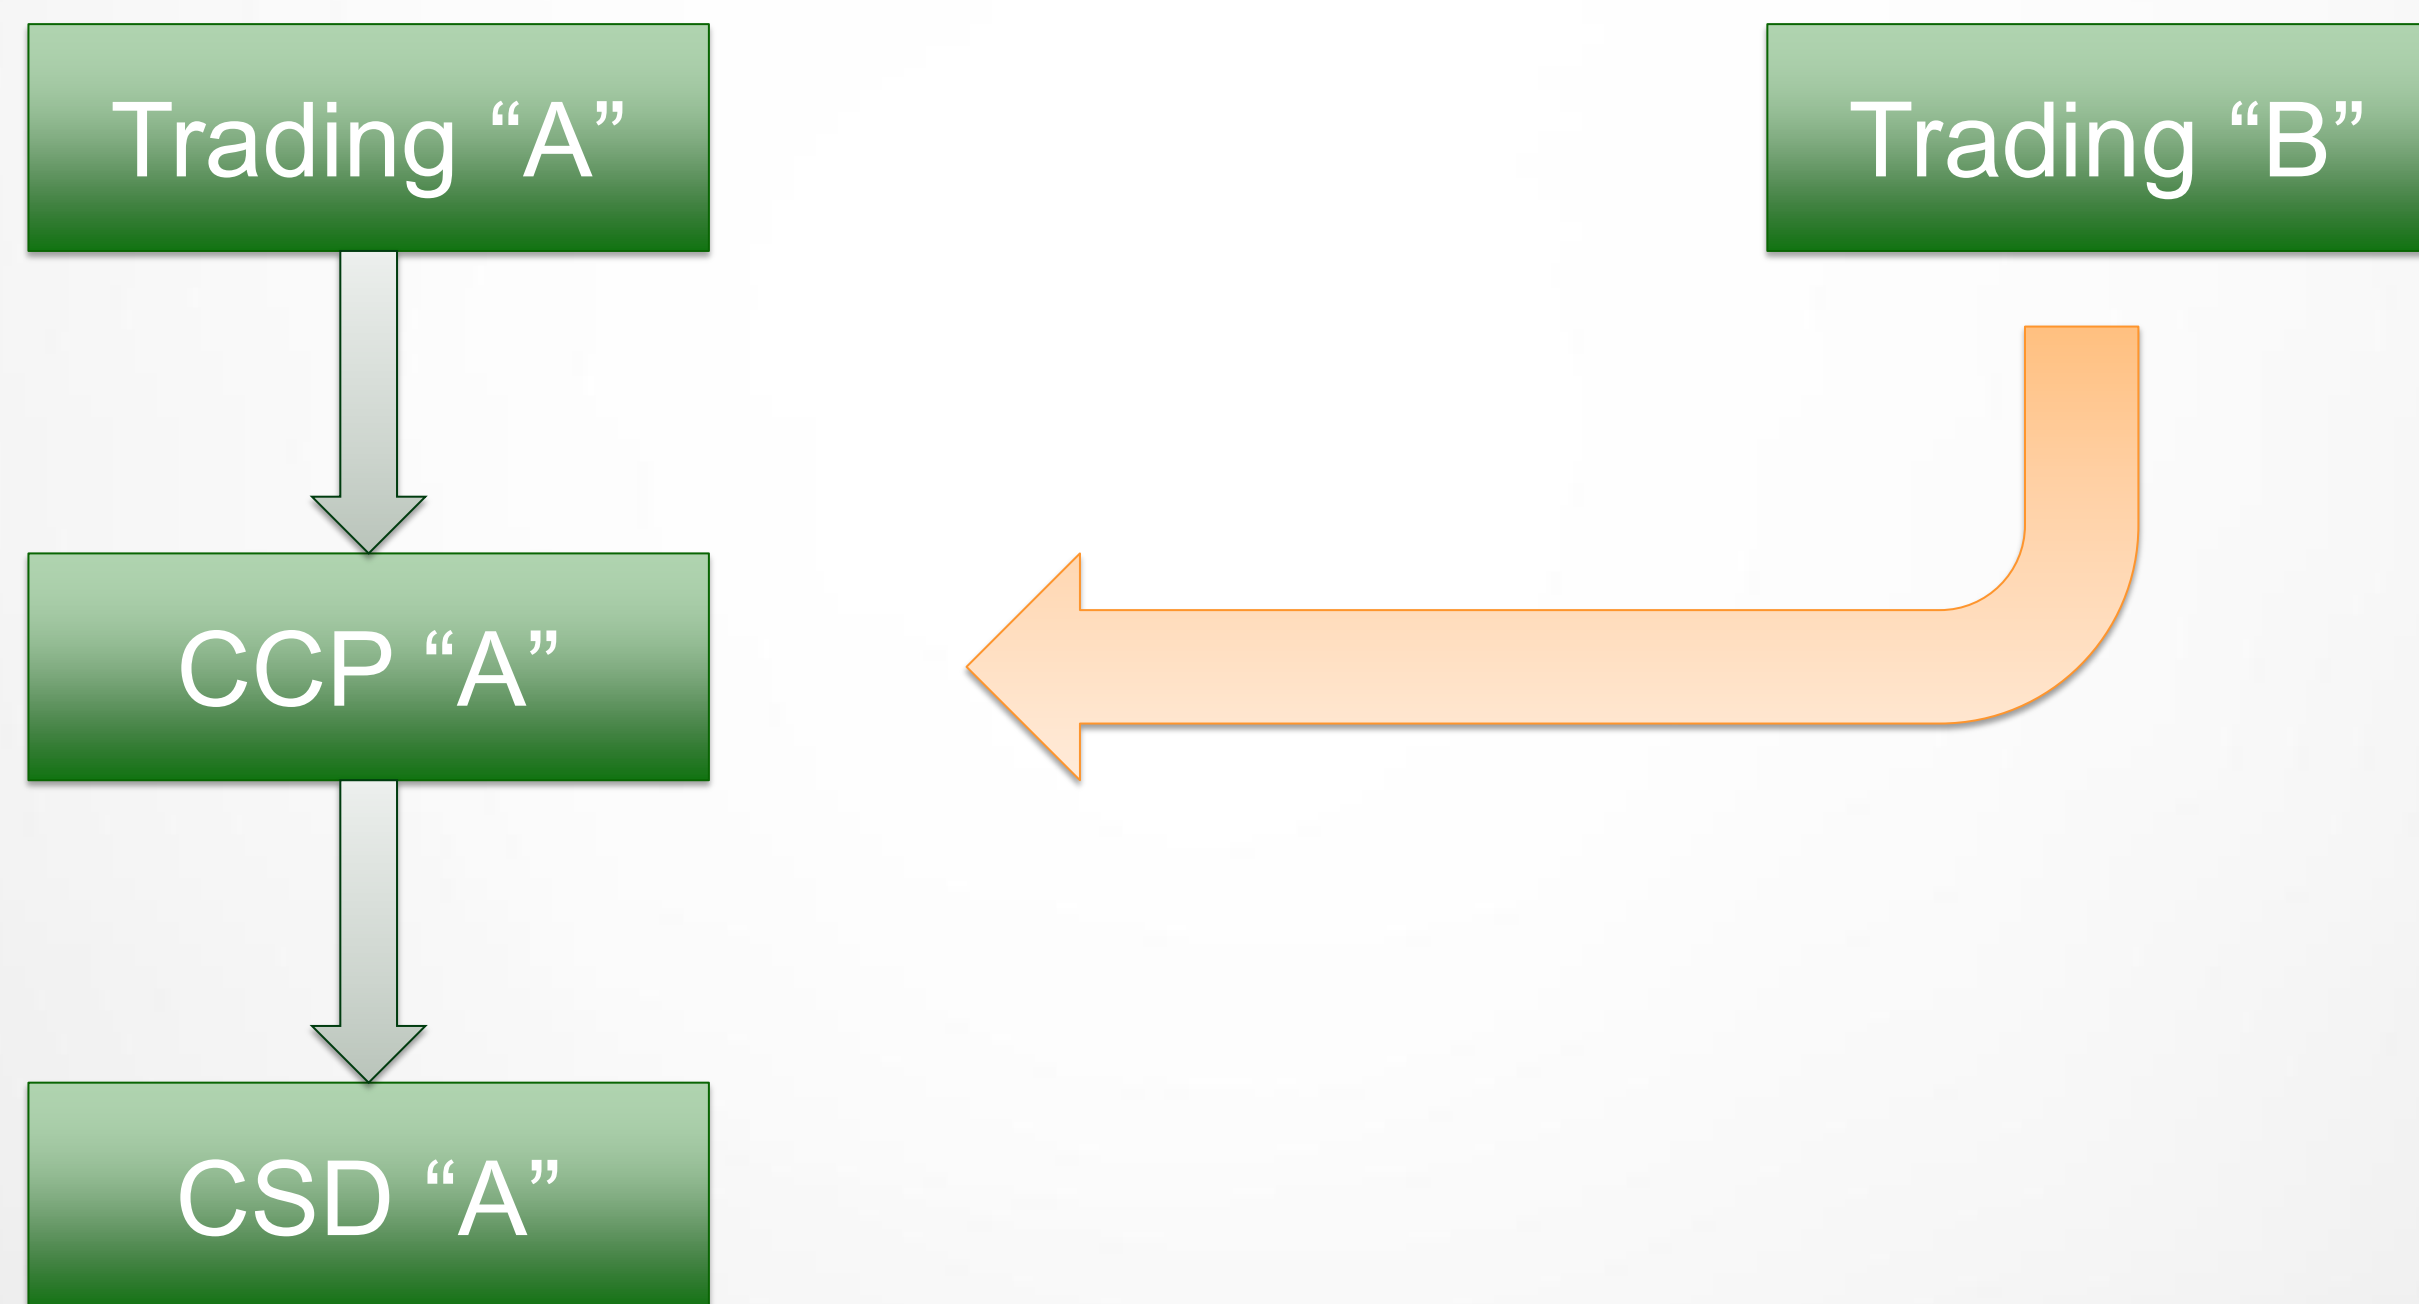 Trading “A”
Trading “B”
CCP “A”
CSD “A”